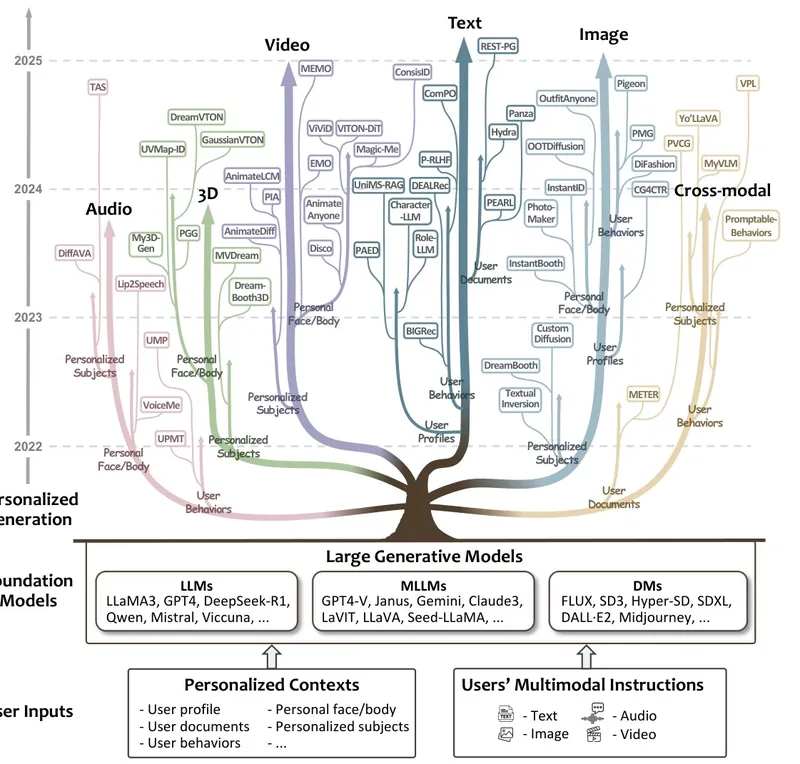 Text
Image
Video
REST-PG
2025
MEMO
ConsisID
TAS
ComPO
OutfitAnyone
Pigeon
VPL
DreamVTON
Panza
Yo'LLaVA
ViViD
VITON-DiT
Hydra
PMG
GaussianVTON
UVMap-ID
Magic-Me
OOTDiffusion
PVCG
EMO
P-RLHF
DiFashion
MyVLM
AnimateLCM
UniMS-RAG
DEALRec
InstantID
CG4CTR
2024
3D
Cross-modal
PIA
Animate
Anyone
Character
-LLM
PEARL
Photo-
Maker
Audio
User
Behaviors
Promptable-
Behaviors
AnimateDiff
My3D-
Gen
PGG
Role-
LLM
DiffAVA
MVDream
Disco
PAED
InstantBooth
User
Documents
Lip2Speech
Dream-
Booth3D
Personal
Face/Body
Personal
Face/Body
Personalized
Subjects
2023
UMP
BIGRec
Custom
Diffusion
Personalized
Subjects
Personal
Face/Body
User
Profiles
DreamBooth
User
Behaviors
Textual
Inversion
METER
VoiceMe
Personalized
Subjects
User
Behaviors
UPMT
User
Profiles
2022
Personalized
Subjects
Personalized
Subjects
Personal
Face/Body
User
Behaviors
User
Documents
ersonalized
eneration
Large Generative Models
oundation
Models
LLMs
LLaMA3, GPT4, DeepSeek-R1,
Qwen, Mistral, Viccuna, ...
MLLMs
GPT4-V, Janus, Gemini, Claude3,
LaVIT, LLaVA, Seed-LLaMA, ...
DMs
FLUX, SD3, Hyper-SD, SDXL,
DALL·E2, Midjourney, ...
ser Inputs
Personalized Contexts
- User profile
- User documents
- User behaviors
- Personal face/body
- Personalized subjects
- ...
Users' Multimodal Instructions
TEXT
- Text
- Image
- Audio
- Video